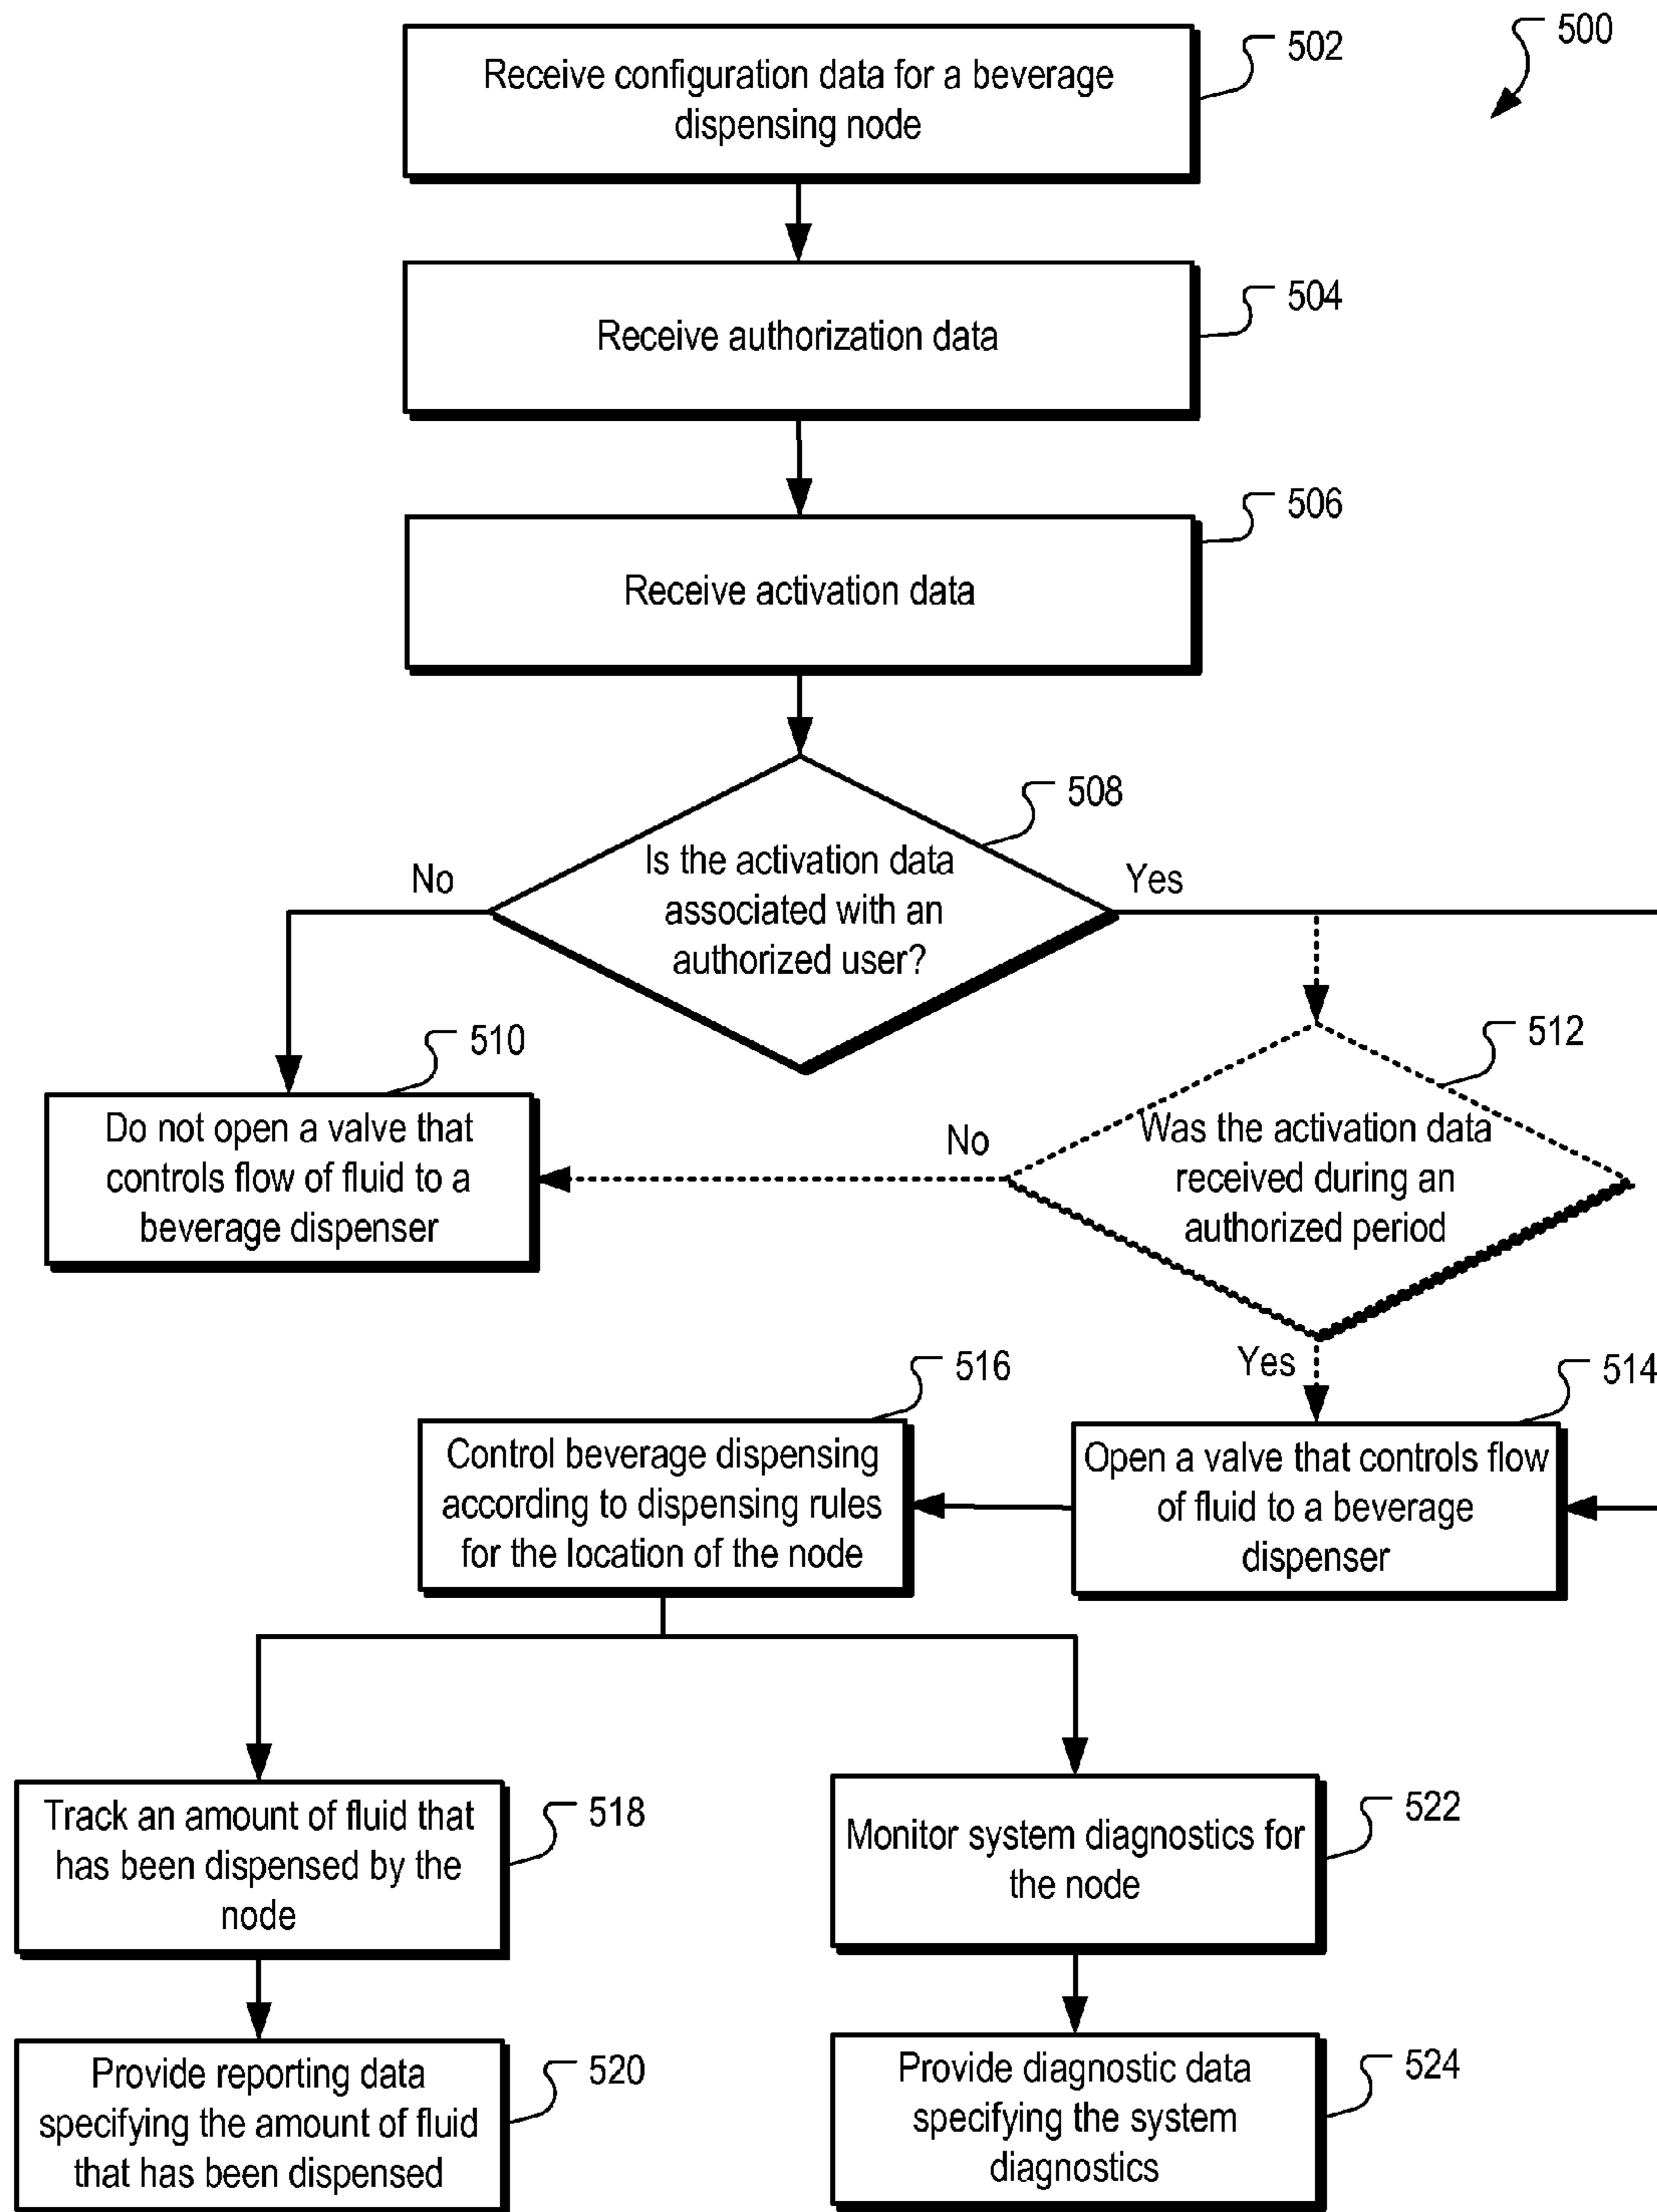 500
Receive configuration data for a beverage
dispensing node
502
Receive authorization data
504
Receive activation data
506
508
Is the activation data
associated with an
authorized user?
No
Yes
510
Do not open a valve that
controls flow of fluid to a
beverage dispenser
512
Was the activation data
received during an
authorized period
No
Yes
514
Open a valve that controls flow
of fluid to a beverage
dispenser
516
Control beverage dispensing
according to dispensing rules
for the location of the node
Track an amount of fluid that
has been dispensed by the
node
518
Monitor system diagnostics for
the node
522
Provide reporting data
specifying the amount of fluid
that has been dispensed
520
Provide diagnostic data
specifying the system
diagnostics
524